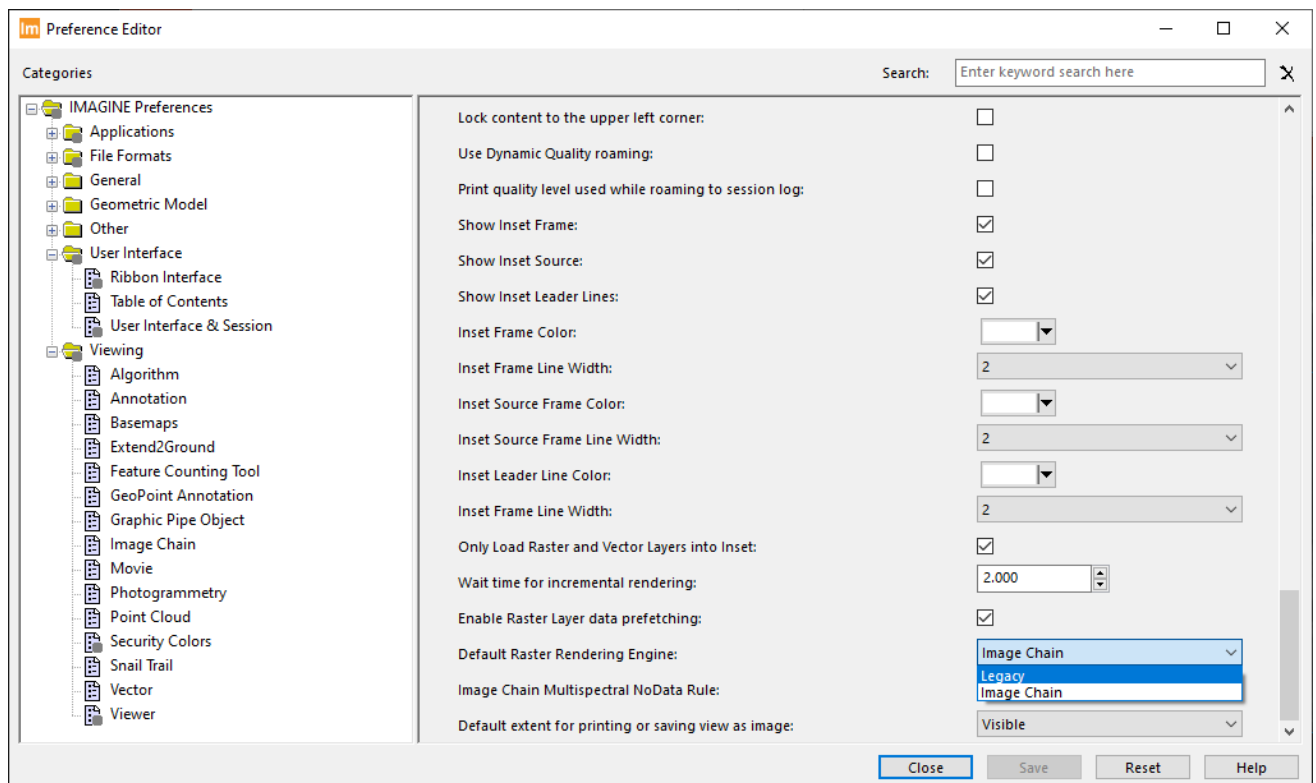 Im Preference Editor
Categories
Search: Enter keyword search here
IMAGINE Preferences
Applications
File Formats
General
Geometric Model
Other
User Interface
Ribbon Interface
Table of Contents
User Interface & Session
Viewing
Algorithm
Annotation
Basemaps
Extend2Ground
Feature Counting Tool
GeoPoint Annotation
Graphic Pipe Object
Image Chain
Movie
Photogrammetry
Point Cloud
Security Colors
Snail Trail
Vector
Viewer
Lock content to the upper left corner:
Use Dynamic Quality roaming:
Print quality level used while roaming to session log:
Show Inset Frame:
Show Inset Source:
Show Inset Leader Lines:
Inset Frame Color:
Inset Frame Line Width: 2
Inset Source Frame Color:
Inset Source Frame Line Width: 2
Inset Leader Line Color:
Inset Frame Line Width: 2
Only Load Raster and Vector Layers into Inset:
Wait time for incremental rendering: 2.000
Enable Raster Layer data prefetching:
Default Raster Rendering Engine: Image Chain
Legacy
Image Chain Multispectral NoData Rule: Image Chain
Default extent for printing or saving view as image: Visible
Close Save Reset Help